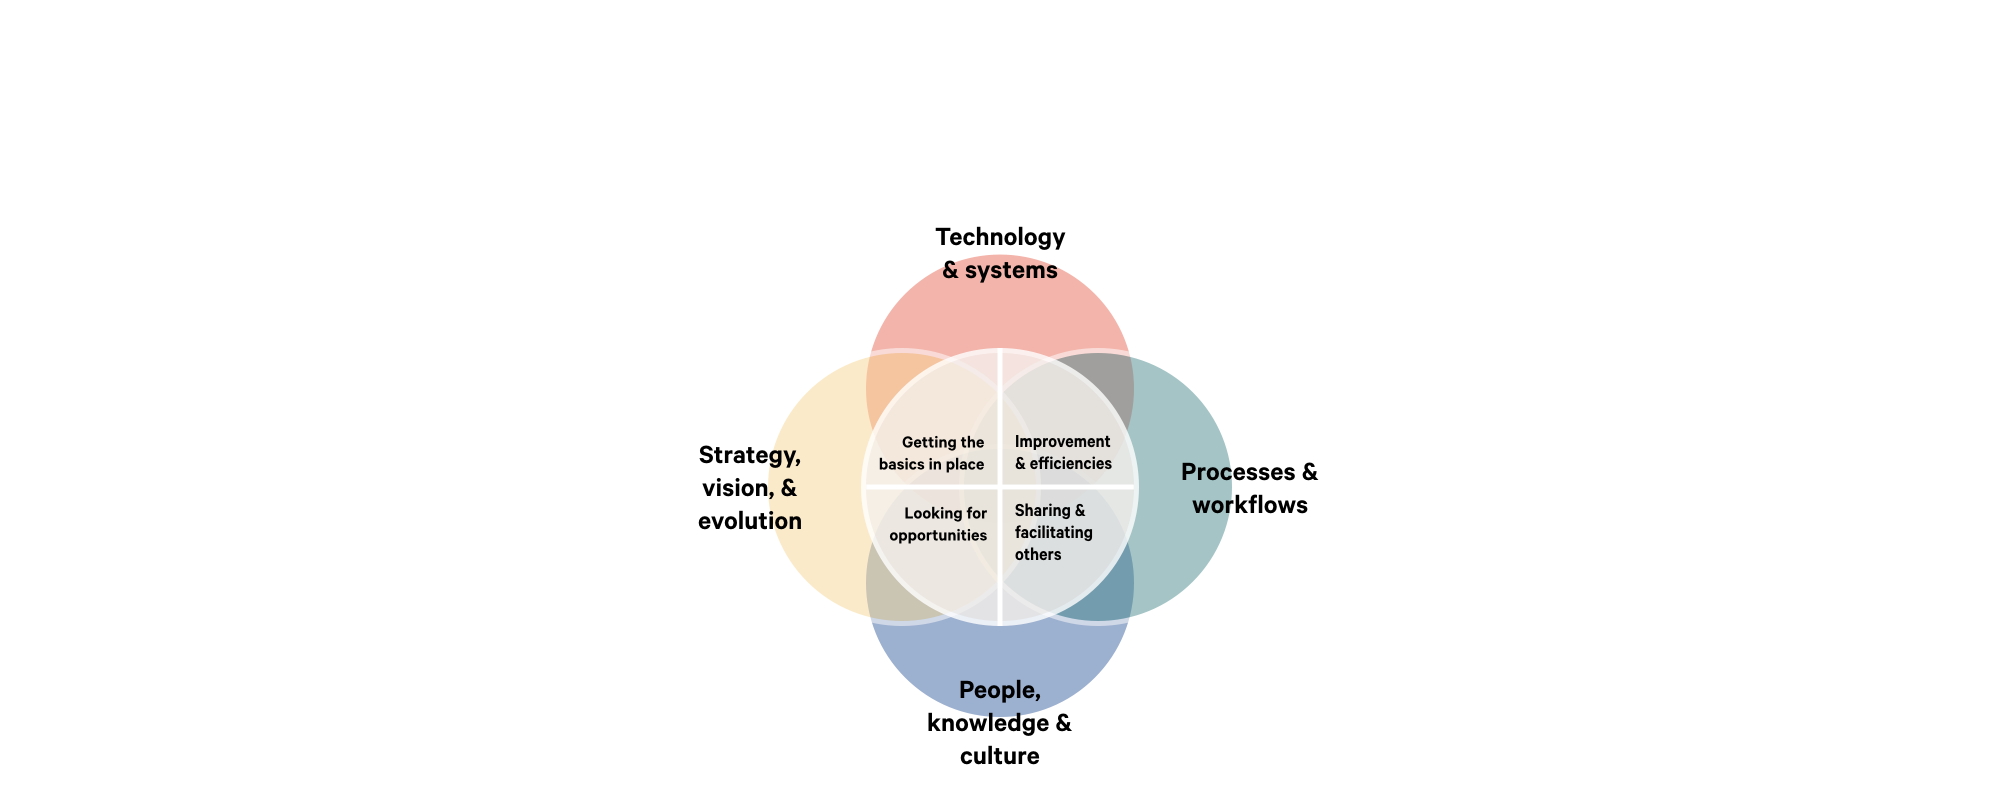 Technology
& systems
Strategy,
vision, &
evolution
Getting the
basics in place
Improvement
& efficiencies
Looking for
opportunities
Sharing &
facilitating
others
Processes &
workflows
People,
knowledge &
culture